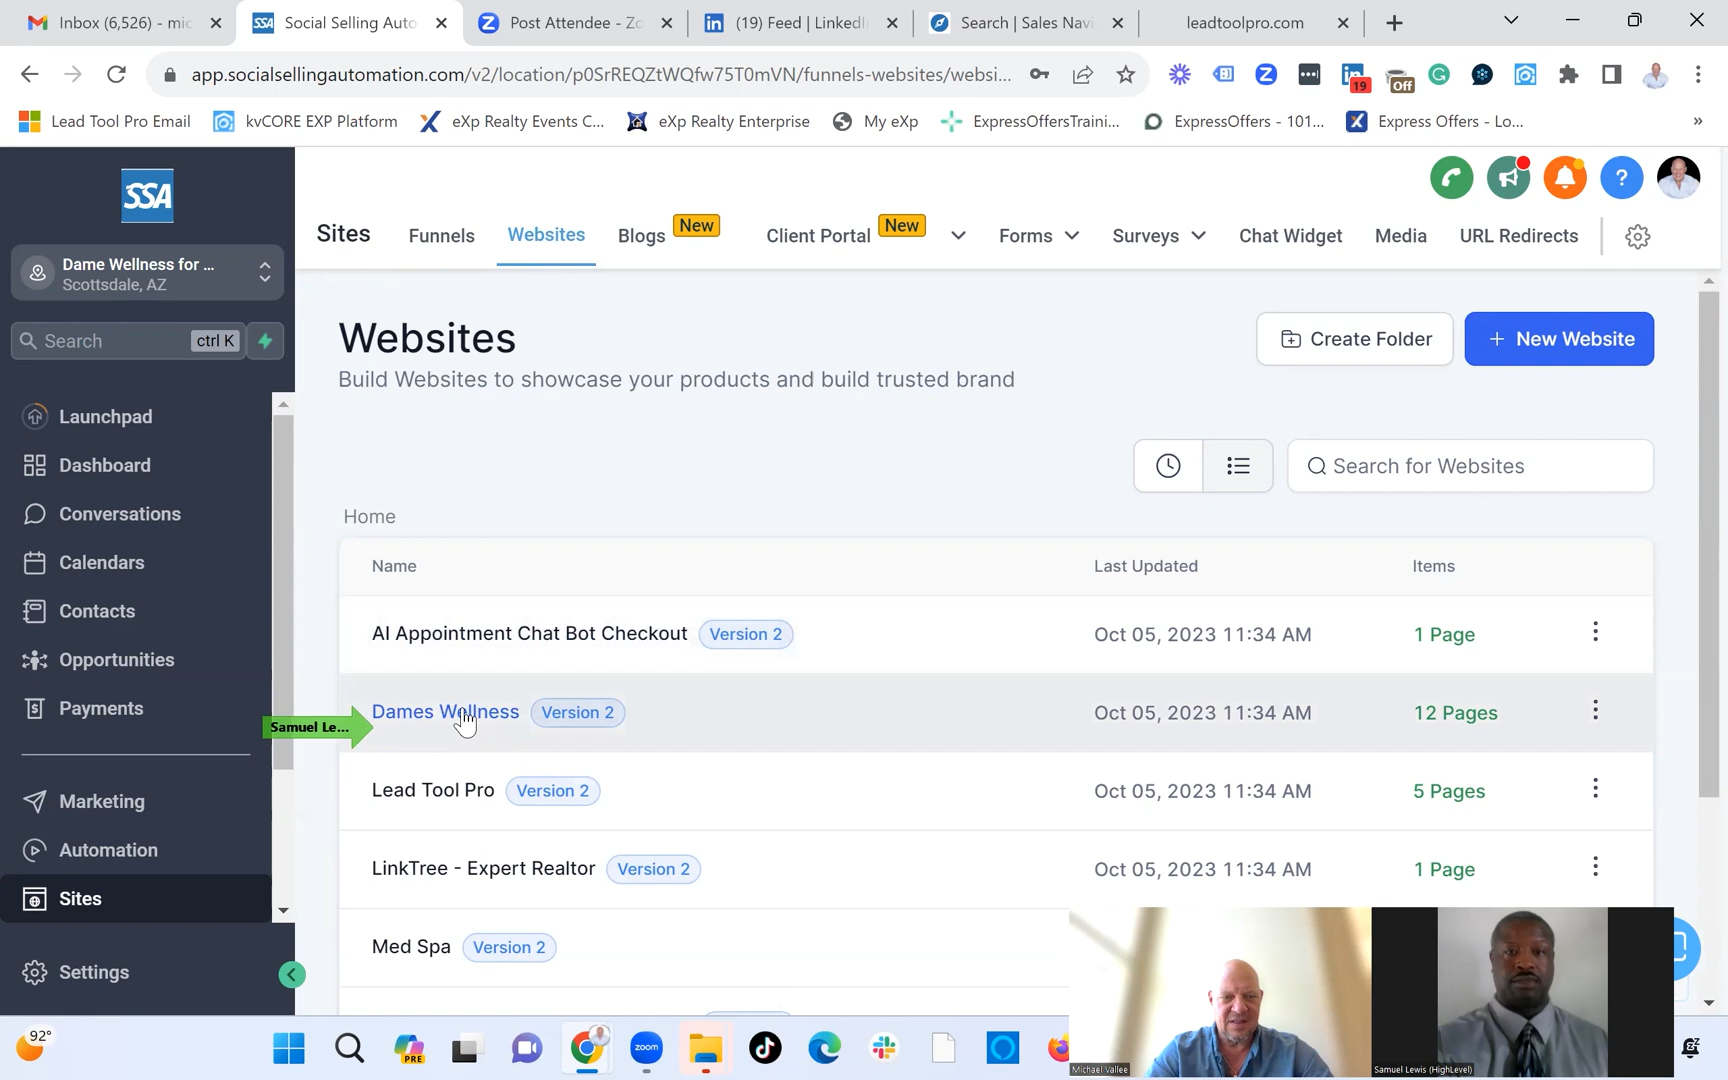 Inbox (6,526) - mic
Social Selling Auto
Post Attendee - Zo
(19) Feed | LinkedI
Search | Sales Navi
leadtoolpro.com
app.socialsellingautomation.com/v2/location/p0SrREQZtWQfw75T0mVN/funnels-websites/websi...
19
Off
Lead Tool Pro Email
kvCORE EXP Platform
eXp Realty Events C...
eXp Realty Enterprise
My eXp
ExpressOffersTraini...
ExpressOffers - 101...
Express Offers - Lo...
SSA
Dame Wellness for ...
Scottsdale, AZ
Search
ctrl K
Launchpad
Dashboard
Conversations
Calendars
Contacts
Opportunities
Payments
Marketing
Automation
Sites
Settings
Sites
Funnels
Websites
Blogs
New
Client Portal
New
Forms
Surveys
Chat Widget
Media
URL Redirects
Websites
Build Websites to showcase your products and build trusted brand
Create Folder
+ New Website
Search for Websites
Home
Name
Last Updated
Items
AI Appointment Chat Bot Checkout
Version 2
Oct 05, 2023 11:34 AM
1 Page
Samuel Le...
Dames Wellness
Version 2
Oct 05, 2023 11:34 AM
12 Pages
Lead Tool Pro
Version 2
Oct 05, 2023 11:34 AM
5 Pages
LinkTree - Expert Realtor
Version 2
Oct 05, 2023 11:34 AM
1 Page
Med Spa
Version 2
Michael Vallee
Samuel Lewis (HighLevel)
92°
PRE
zoom